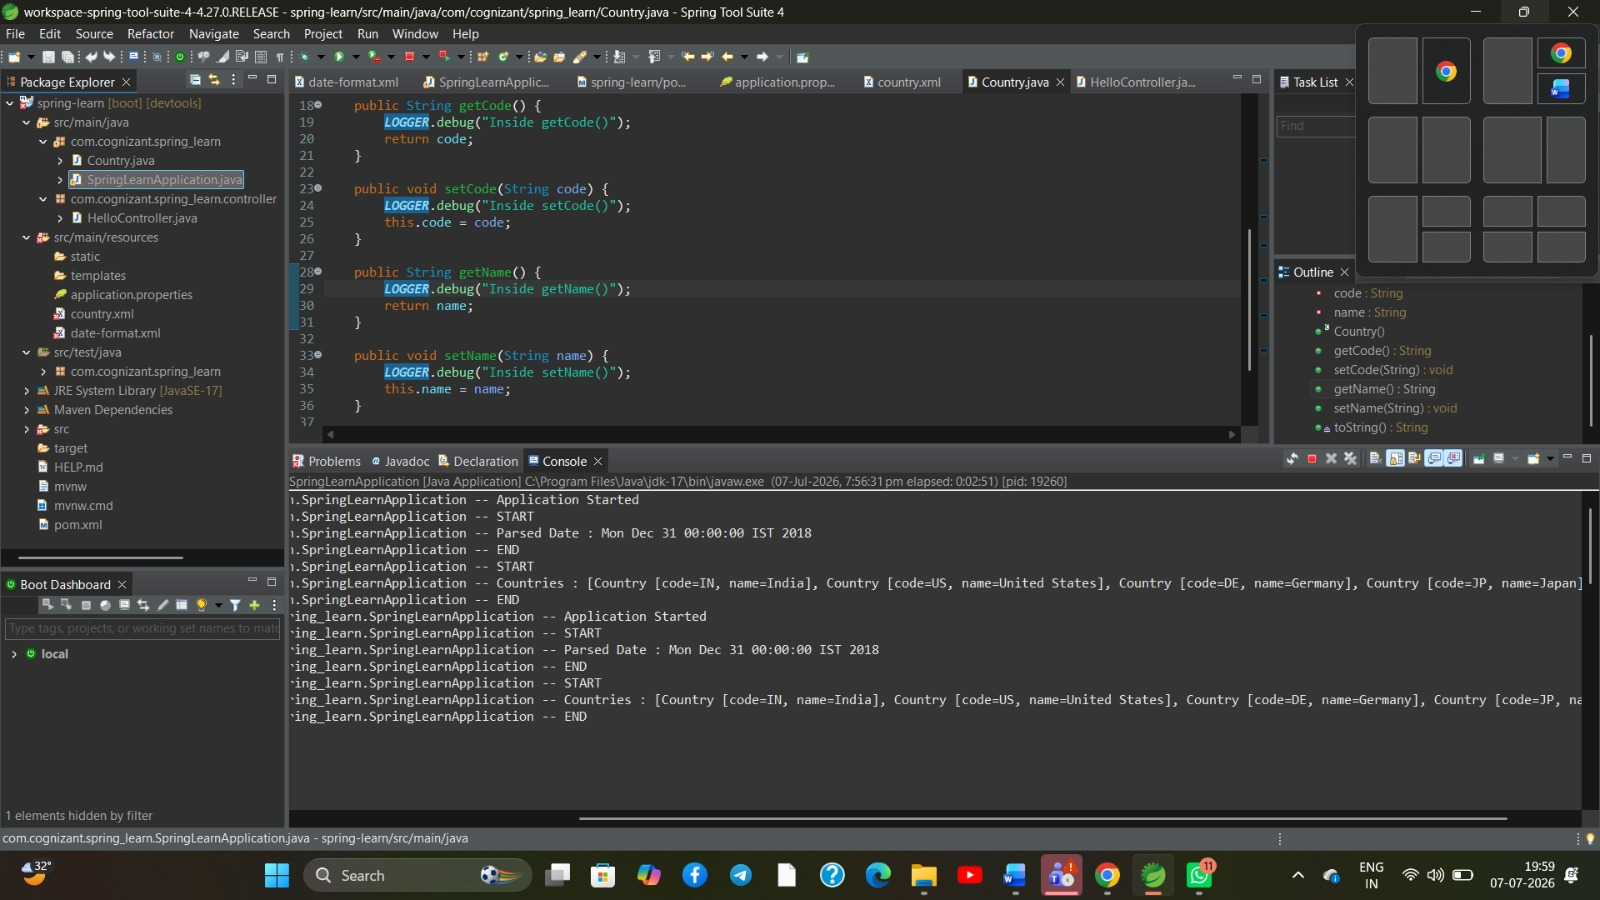 workspace-spring-tool-suite-4-4.27.0.RELEASE - spring-learn/src/main/java/com/cognizant/spring_learn/Country.java - Spring Tool Suite 4
File Edit Source Refactor Navigate Search Project Run Window Help
Package Explorer
spring-learn [boot] [devtools]
src/main/java
com.cognizant.spring_learn
Country.java
SpringLearnApplication.java
com.cognizant.spring_learn.controller
HelloController.java
src/main/resources
static
templates
application.properties
country.xml
date-format.xml
src/test/java
com.cognizant.spring_learn
JRE System Library [JavaSE-17]
Maven Dependencies
src
target
HELP.md
mvnw
mvnw.cmd
pom.xml
Boot Dashboard
Type tags, projects, or working set names to matc
local
1 elements hidden by filter
date-format.xml SpringLearnApplic... spring-learn/po... application.prop... country.xml Country.java HelloController.ja...
18 public String getCode() {
19 LOGGER.debug("Inside getCode()");
20 return code;
21 }
22
23 public void setCode(String code) {
24 LOGGER.debug("Inside setCode()");
25 this.code = code;
26 }
27
28 public String getName() {
29 LOGGER.debug("Inside getName()");
30 return name;
31 }
32
33 public void setName(String name) {
34 LOGGER.debug("Inside setName()");
35 this.name = name;
36 }
37
Task List
Find
Outline
code : String
name : String
Country()
getCode() : String
setCode(String) : void
getName() : String
setName(String) : void
toString() : String
Problems Javadoc Declaration Console
SpringLearnApplication [Java Application] C:\Program Files\Java\jdk-17\bin\javaw.exe (07-Jul-2026, 7:56:31 pm elapsed: 0:02:51) [pid: 19260]
.SpringLearnApplication -- Application Started
.SpringLearnApplication -- START
.SpringLearnApplication -- Parsed Date : Mon Dec 31 00:00:00 IST 2018
.SpringLearnApplication -- END
.SpringLearnApplication -- START
.SpringLearnApplication -- Countries : [Country [code=IN, name=India], Country [code=US, name=United States], Country [code=DE, name=Germany], Country [code=JP, name=Japan]
.SpringLearnApplication -- END
ing_learn.SpringLearnApplication -- Application Started
ing_learn.SpringLearnApplication -- START
ing_learn.SpringLearnApplication -- Parsed Date : Mon Dec 31 00:00:00 IST 2018
ing_learn.SpringLearnApplication -- END
ing_learn.SpringLearnApplication -- START
ing_learn.SpringLearnApplication -- Countries : [Country [code=IN, name=India], Country [code=US, name=United States], Country [code=DE, name=Germany], Country [code=JP, na
ing_learn.SpringLearnApplication -- END
com.cognizant.spring_learn.SpringLearnApplication.java - spring-learn/src/main/java
32°
Search
11
ENG
IN
19:59
07-07-2026